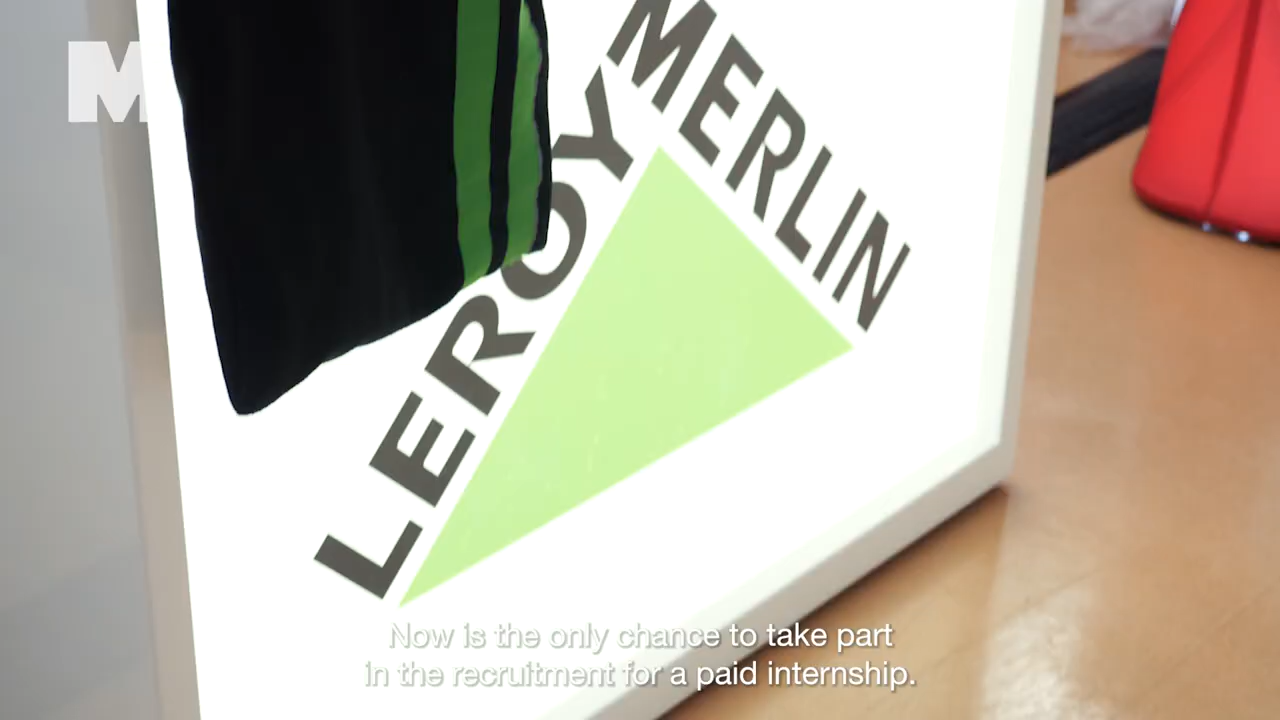 M
LEROY
MERLIN
Now is the only chance to take part
in the recruitment for a paid internship.